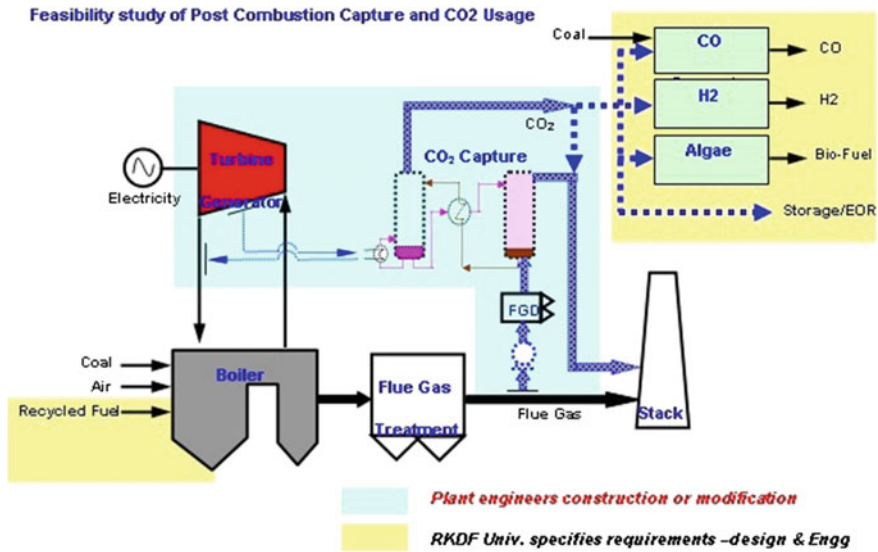 Feasibility study of Post Combustion Capture and CO2 Usage
Coal
CO
CO
H2
H2
CO₂
Algae
Bio-Fuel
Storage/EOR
CO₂ Capture
Turbine
Generator
Electricity
FGD
Coal
Air
Recycled Fuel
Boiler
Flue Gas
Treatment
Flue Gas
Stack
Plant engineers construction or modification
RKDF Univ. specifies requirements –design & Engg